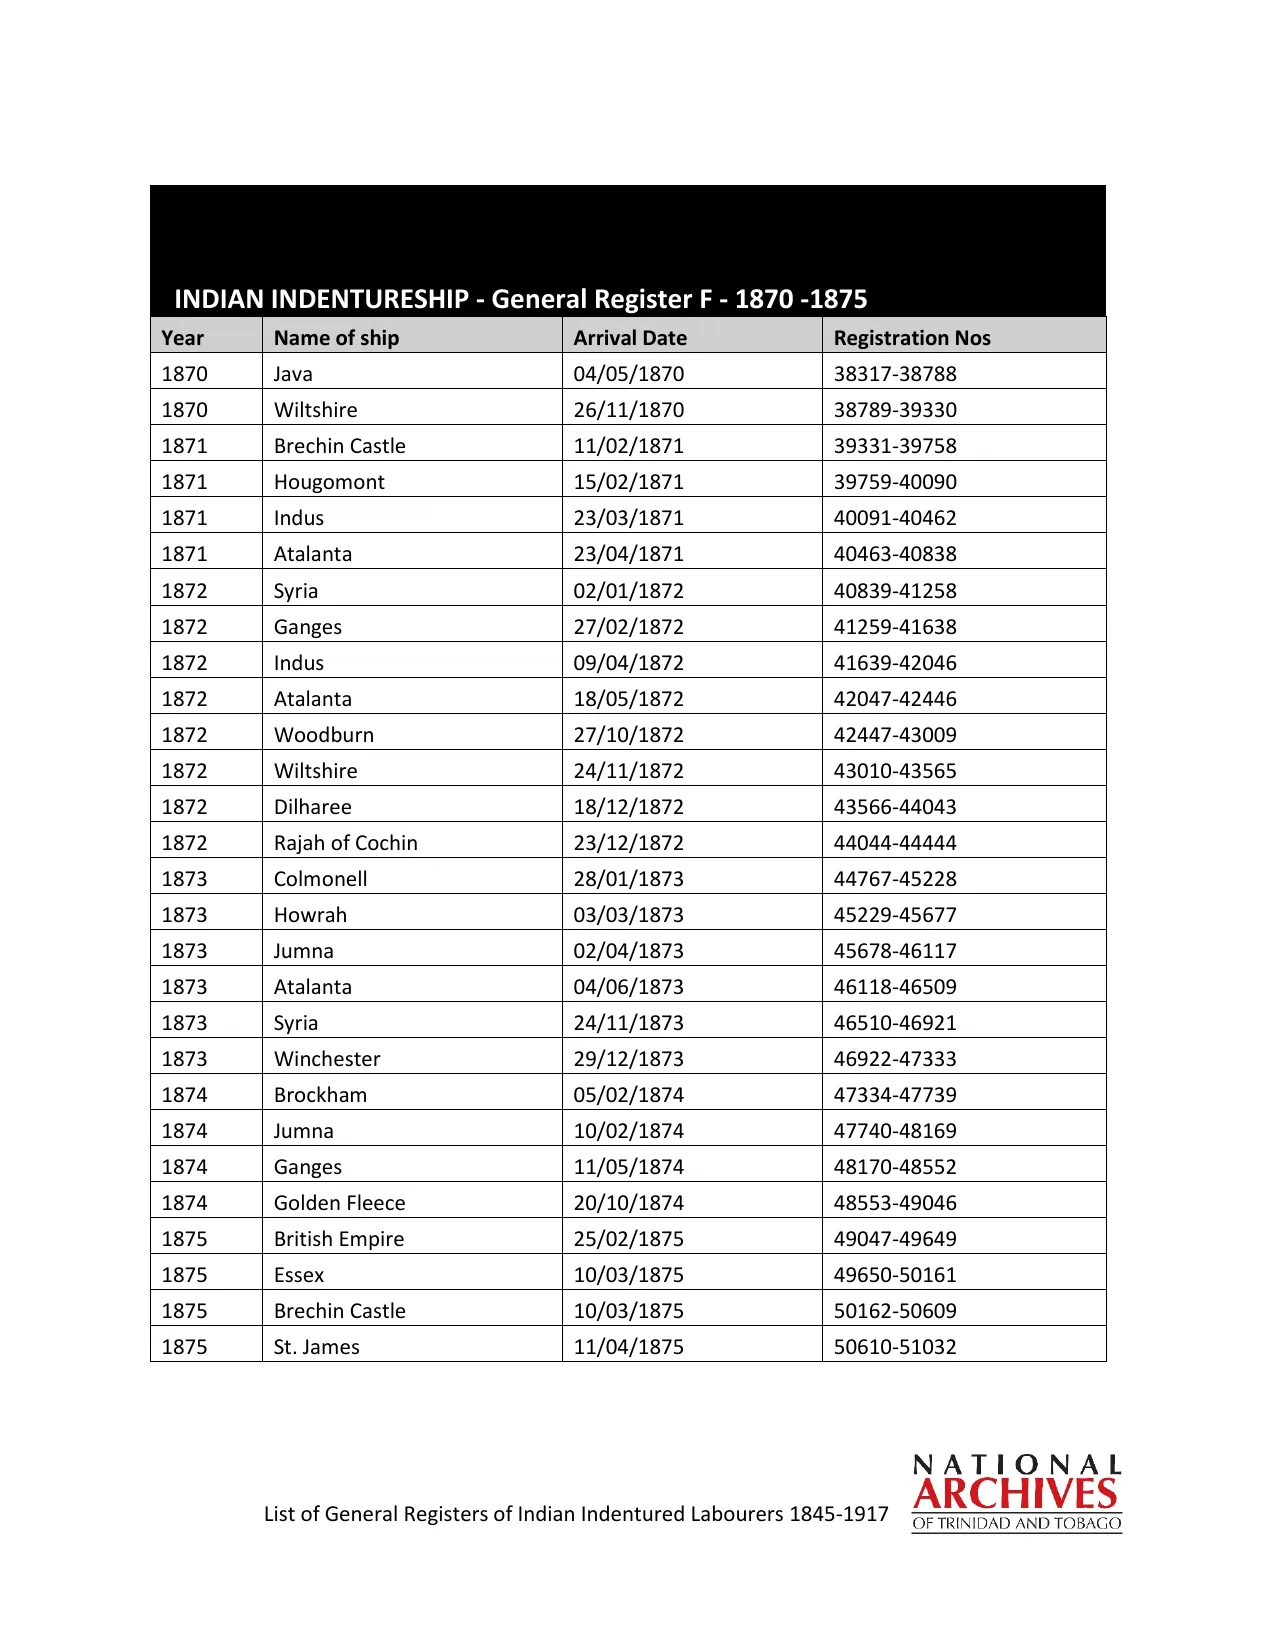 INDIAN INDENTURESHIP - General Register F - 1870 -1875
Year Name of ship Arrival Date Registration Nos
1870 Java 04/05/1870 38317-38788
1870 Wiltshire 26/11/1870 38789-39330
1871 Brechin Castle 11/02/1871 39331-39758
1871 Hougomont 15/02/1871 39759-40090
1871 Indus 23/03/1871 40091-40462
1871 Atalanta 23/04/1871 40463-40838
1872 Syria 02/01/1872 40839-41258
1872 Ganges 27/02/1872 41259-41638
1872 Indus 09/04/1872 41639-42046
1872 Atalanta 18/05/1872 42047-42446
1872 Woodburn 27/10/1872 42447-43009
1872 Wiltshire 24/11/1872 43010-43565
1872 Dilharee 18/12/1872 43566-44043
1872 Rajah of Cochin 23/12/1872 44044-44444
1873 Colmonell 28/01/1873 44767-45228
1873 Howrah 03/03/1873 45229-45677
1873 Jumna 02/04/1873 45678-46117
1873 Atalanta 04/06/1873 46118-46509
1873 Syria 24/11/1873 46510-46921
1873 Winchester 29/12/1873 46922-47333
1874 Brockham 05/02/1874 47334-47739
1874 Jumna 10/02/1874 47740-48169
1874 Ganges 11/05/1874 48170-48552
1874 Golden Fleece 20/10/1874 48553-49046
1875 British Empire 25/02/1875 49047-49649
1875 Essex 10/03/1875 49650-50161
1875 Brechin Castle 10/03/1875 50162-50609
1875 St. James 11/04/1875 50610-51032
List of General Registers of Indian Indentured Labourers 1845-1917
NATIONAL
ARCHIVES
OF TRINIDAD AND TOBAGO